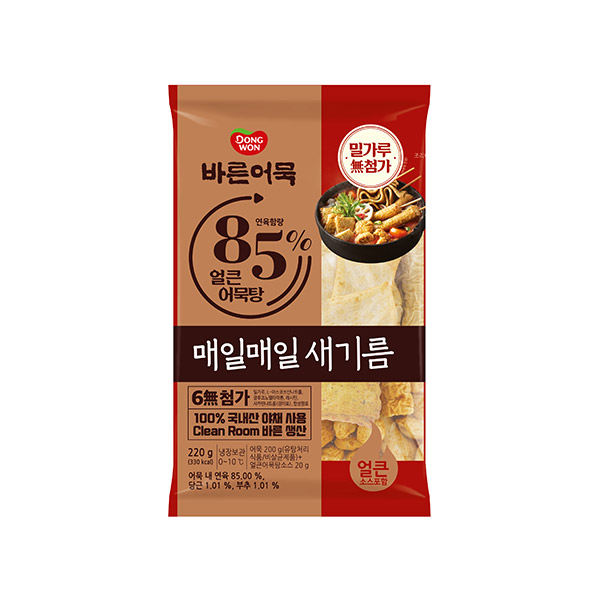 DONG
WON
바른어묵
밀가루
無첨가
연육함량
85%
얼큰
어묵탕
매일매일 새기름
6無첨가
100% 국내산 야채 사용
Clean Room 바른 생산
220 g
(330 kcal)
냉장보관
0~10℃
어묵 200 g(유탕처리
식품/비살균제품)+
얼큰어묵탕소스 20 g
어묵 내 연육 85.00 %,
당근 1.01 %, 부추 1.01 %
얼큰
소스포함